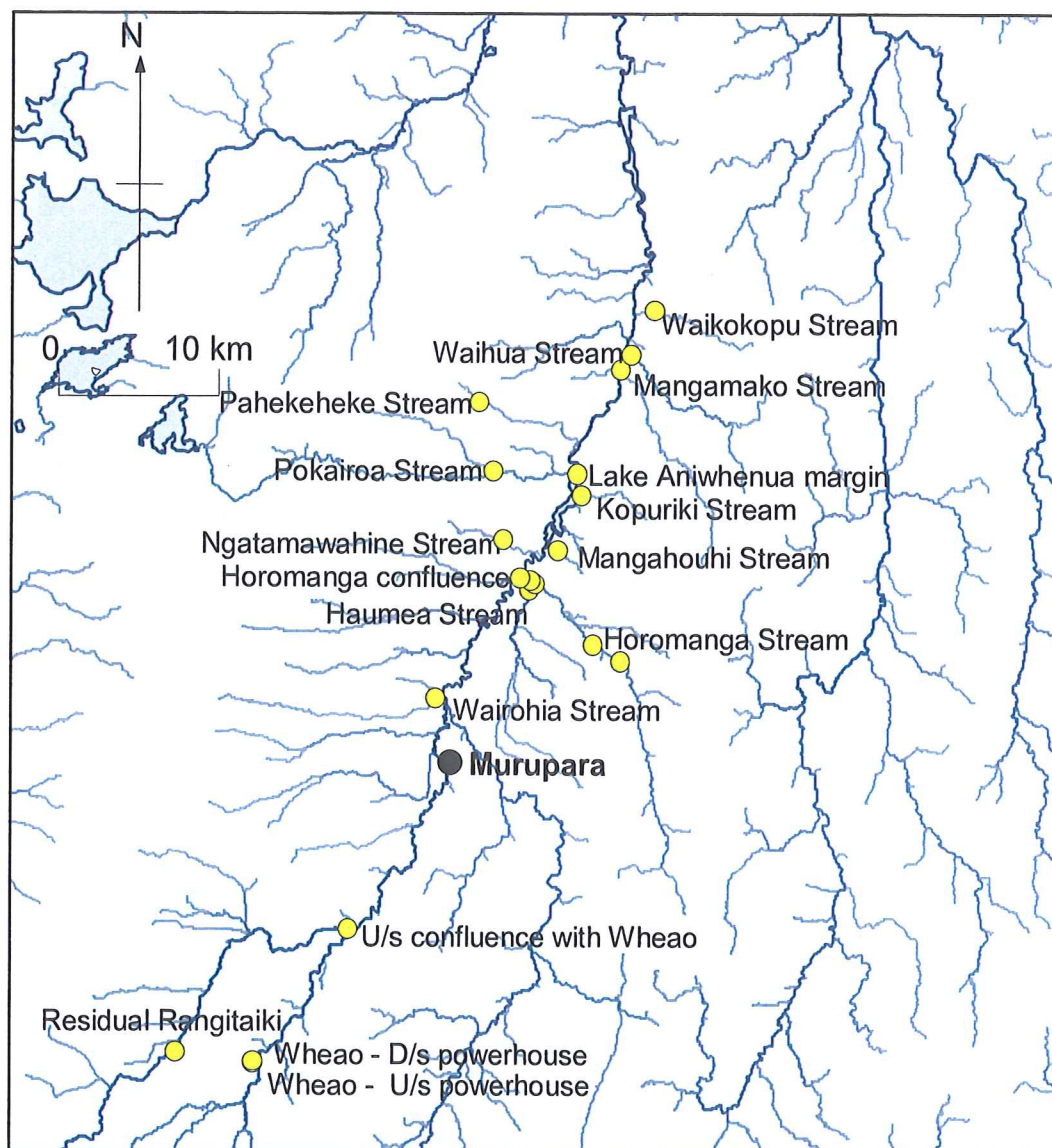 N
0 10 km
Waikokopu Stream
Waihua Stream
Mangamako Stream
Pahekeheke Stream
Pokairoa Stream
Lake Aniwhenua margin
Kopuriki Stream
Ngatamawahine Stream
Mangahouhi Stream
Horomanga confluence
Haumea Stream
Horomanga Stream
Wairohia Stream
Murupara
U/s confluence with Wheao
Residual Rangitaiki
Wheao - D/s powerhouse
Wheao - U/s powerhouse